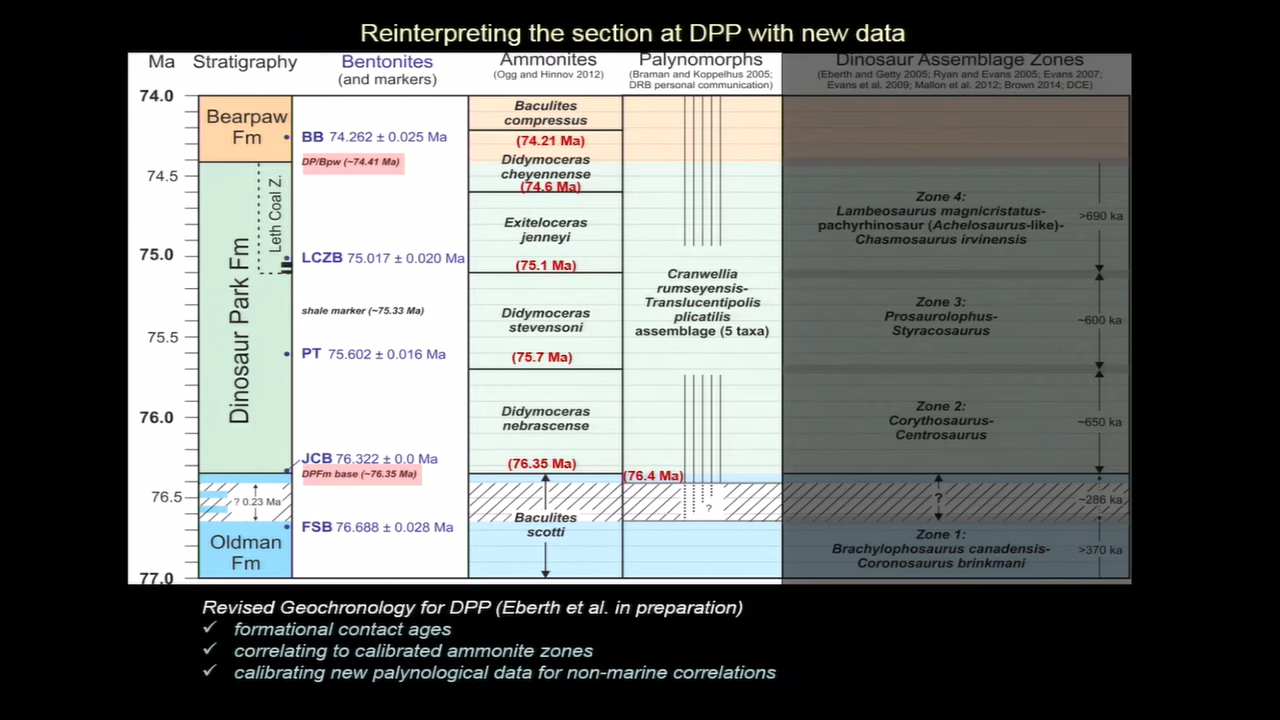 Reinterpreting the section at DPP with new data
Ma Stratigraphy Bentonites Ammonites Palynomorphs Dinosaur Assemblage Zones
(and markers) (Ogg and Hinnov 2012) (Braman and Koppelhus 2005; (Eberth and Getty 2005; Ryan and Evans 2005; Evans 2007;
DRB personal communication) Evans et al. 2009; Mallon et al. 2012; Brown 2014; DCE)
74.0
74.5
75.0
75.5
76.0
76.5
77.0
Bearpaw
Fm
Leth Coal Z.
Dinosaur Park Fm
? 0.23 Ma
Oldman
Fm
BB 74.262 ± 0.025 Ma
DP/Bpw (~74.41 Ma)
LCZB 75.017 ± 0.020 Ma
shale marker (~75.33 Ma)
PT 75.602 ± 0.016 Ma
JCB 76.322 ± 0.0 Ma
DPFm base (~76.35 Ma)
FSB 76.688 ± 0.028 Ma
Baculites
compressus
(74.21 Ma)
Didymoceras
cheyennense
(74.6 Ma)
Exiteloceras
jenneyi
(75.1 Ma)
Didymoceras
stevensoni
(75.7 Ma)
Didymoceras
nebrascense
(76.35 Ma)
Baculites
scotti
Cranwellia
rumseyensis-
Translucentipolis
plicatilis
assemblage (5 taxa)
(76.4 Ma)
?
Zone 4:
Lambeosaurus magnicristatus-
pachyrhinosaur (Achelosaurus-like)-
Chasmosaurus irvinensis
>690 ka
Zone 3:
Prosaurolophus-
Styracosaurus
~600 ka
Zone 2:
Corythosaurus-
Centrosaurus
~650 ka
?
~286 ka
Zone 1:
Brachylophosaurus canadensis-
Coronosaurus brinkmani
>370 ka
Revised Geochronology for DPP (Eberth et al. in preparation)
✓ formational contact ages
✓ correlating to calibrated ammonite zones
✓ calibrating new palynological data for non-marine correlations